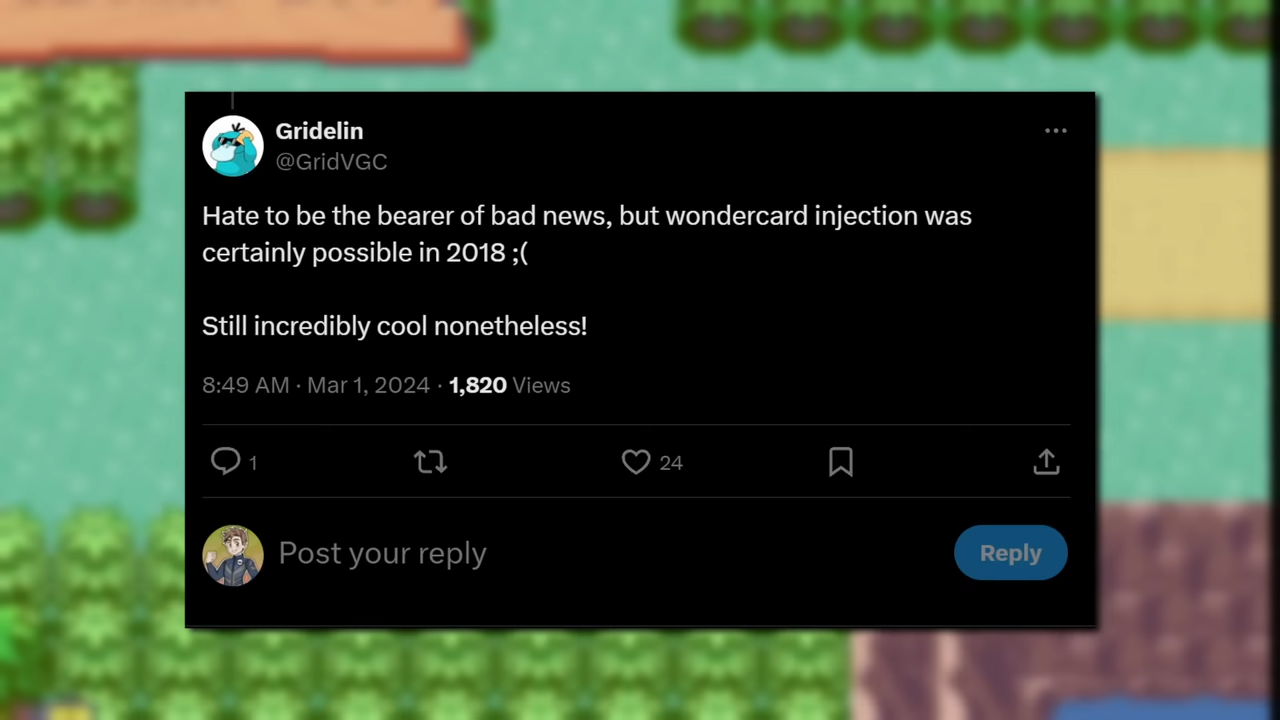 Gridelin
@GridVGC
Hate to be the bearer of bad news, but wondercard injection was
certainly possible in 2018 ;(
Still incredibly cool nonetheless!
8:49 AM · Mar 1, 2024 · 1,820 Views
1
24
Post your reply
Reply